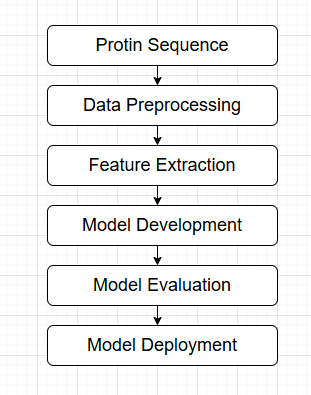 Protin Sequence
Data Preprocessing
Feature Extraction
Model Development
Model Evaluation
Model Deployment